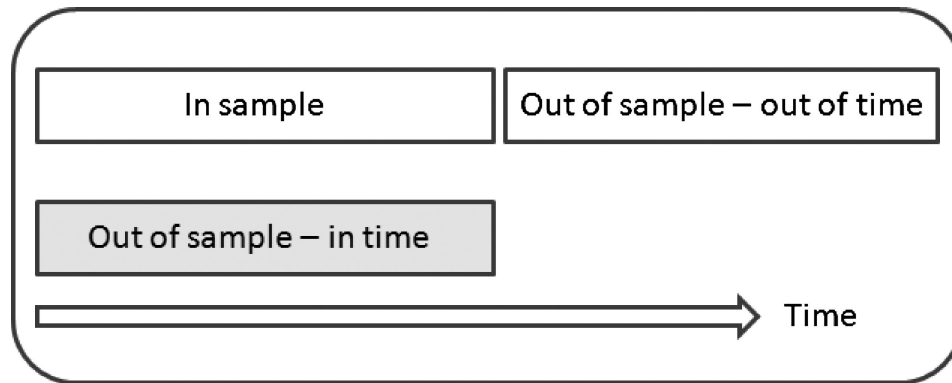 In sample
Out of sample – out of time
Out of sample – in time
Time